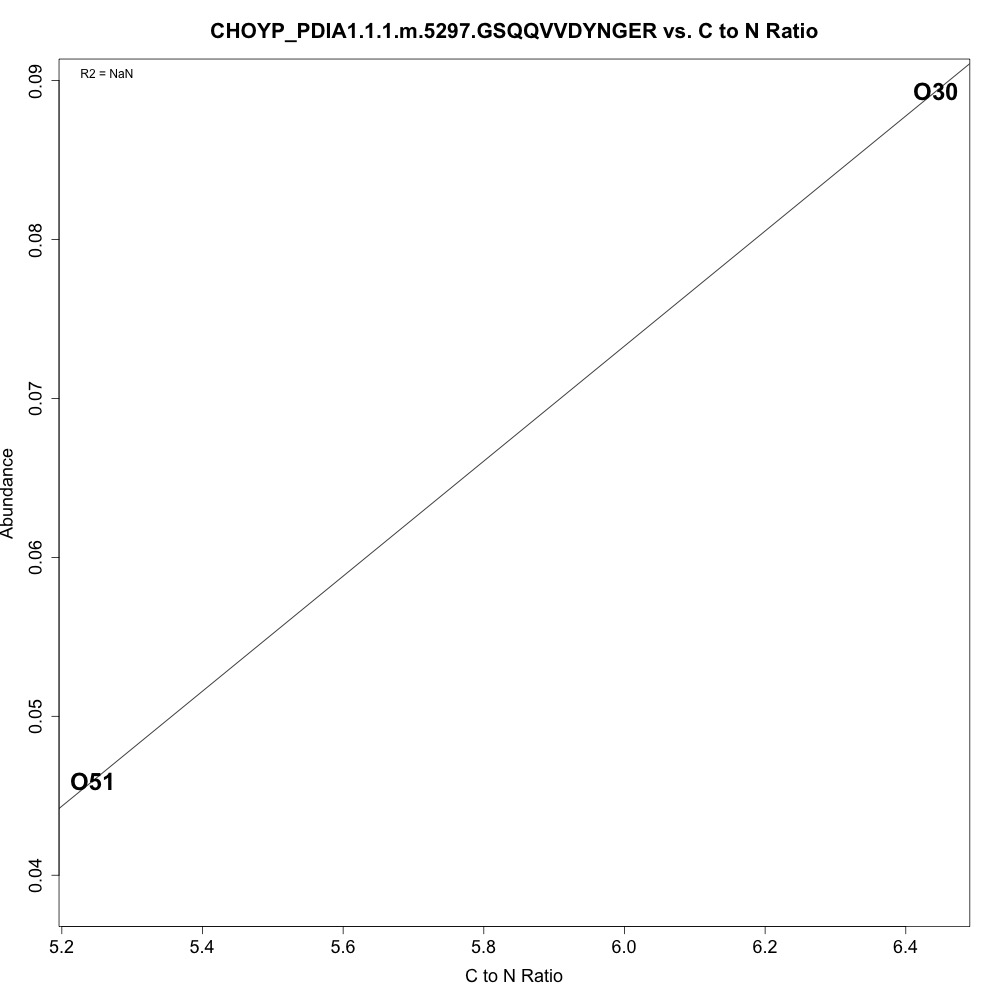 CHOYP_PDIA1.1.1.m.5297.GSQQVVDYNGER vs. C to N Ratio
R2 = NaN
0.09
0.08
0.07
0.06
0.05
0.04
Abundance
O30
O51
5.2 5.4 5.6 5.8 6.0 6.2 6.4
C to N Ratio